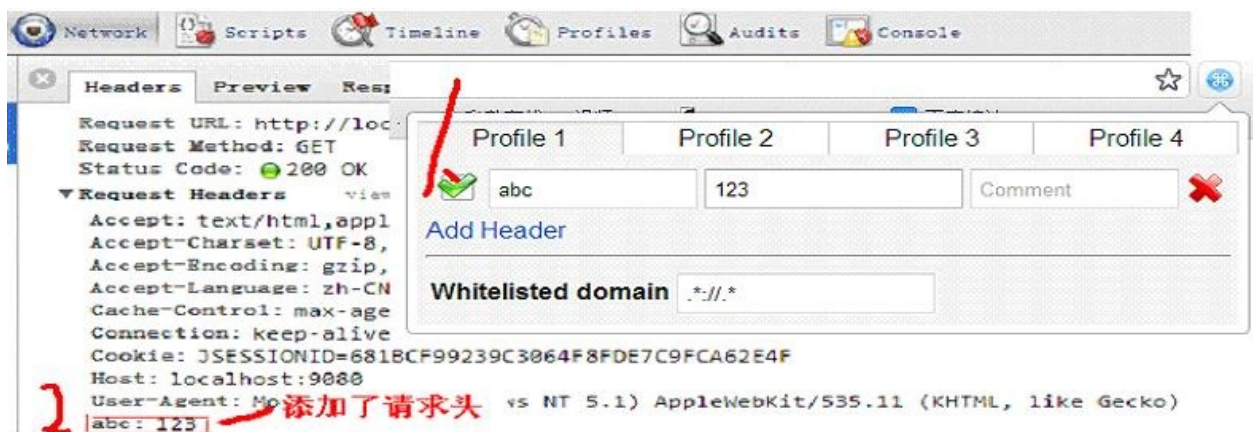 Network Scripts Timeline Profiles Audits Console
Headers Preview
Request URL: http://loc
Request Method: GET
Status Code: 200 OK
Request Headers view
Accept: text/html,appl
Accept-Charset: UTF-8,
Accept-Encoding: gzip,
Accept-Language: zh-CN
Cache-Control: max-age
Connection: keep-alive
Cookie: JSESSIONID=681BCF99239C3064F8FDE7C9FCA62E4F
Host: localhost:9080
User-Agent: Mo vs NT 5.1) AppleWebKit/535.11 (KHTML, like Gecko)
abc: 123
添加了请求头
Profile 1 Profile 2 Profile 3 Profile 4
abc 123 Comment
Add Header
Whitelisted domain .*://.*
1
2